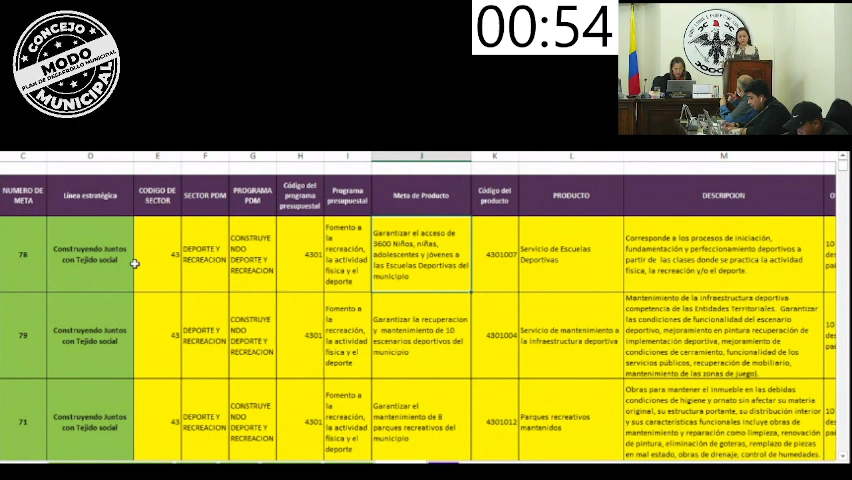 CONCEJO
MODO
PLAN DE DESARROLLO MUNICIPAL
MUNICIPAL
00:54
C D E F G H I J K L M
NUMERO DE META
Línea estratégica
CODIGO DE SECTOR
SECTOR PDM
PROGRAMA PDM
Código del programa presupuestal
Programa presupuestal
Meta de Producto
Código del producto
PRODUCTO
DESCRIPCION
78
Construyendo Juntos
con Tejido social
43
DEPORTE Y
RECREACION
CONSTRUYE
NDO
DEPORTE Y
RECREACION
4301
Fomento a
la
recreación,
la actividad
física y el
deporte
Garantizar el acceso de
3600 Niños, niñas,
adolescentes y jóvenes a
las Escuelas Deportivas del
municipio
4301007
Servicio de Escuelas
Deportivas
Corresponde a los procesos de iniciación,
fundamentación y perfeccionamiento deportivos a
partir de las clases donde se practica la actividad
física, la recreación y/o el deporte.
79
Construyendo Juntos
con Tejido social
43
DEPORTE Y
RECREACION
CONSTRUYE
NDO
DEPORTE Y
RECREACION
4301
Fomento a
la
recreación,
la actividad
física y el
deporte
Garantizar la recuperacion
y mantenimiento de 10
escenarios deportivos del
municipio
4301004
Servicio de mantenimiento a
la infraestructura deportiva
Mantenimiento de la infraestructura deportiva
competencia de las Entidades Territoriales. Garantizar
las condiciones de funcionalidad del escenario
deportivo, mejoramiento en pintura recuperación de
implementación deportiva, mejoramiento de
condiciones de cerramiento, funcionalidad de los
servicios públicos, recuperación de mobiliario,
mantenimiento de las zonas de juego).
10
71
Construyendo Juntos
con Tejido social
43
DEPORTE Y
RECREACION
CONSTRUYE
NDO
DEPORTE Y
RECREACION
4301
Fomento a
la
recreación,
la actividad
física y el
deporte
Garantizar el
mantenimiento de 8
parques recreativos del
municipio
4301012
Parques recreativos
mantenidos
Obras para mantener el inmueble en las debidas
condiciones de higiene y ornato sin afectar su materia
original, su estructura portante, su distribución interior
y sus características funcionales Incluye obras de
mantenimiento y reparación como limpieza, renovación
de pintura, eliminación de goteras, remplazo de piezas
en mal estado, obras de drenaje, control de humedades.
10